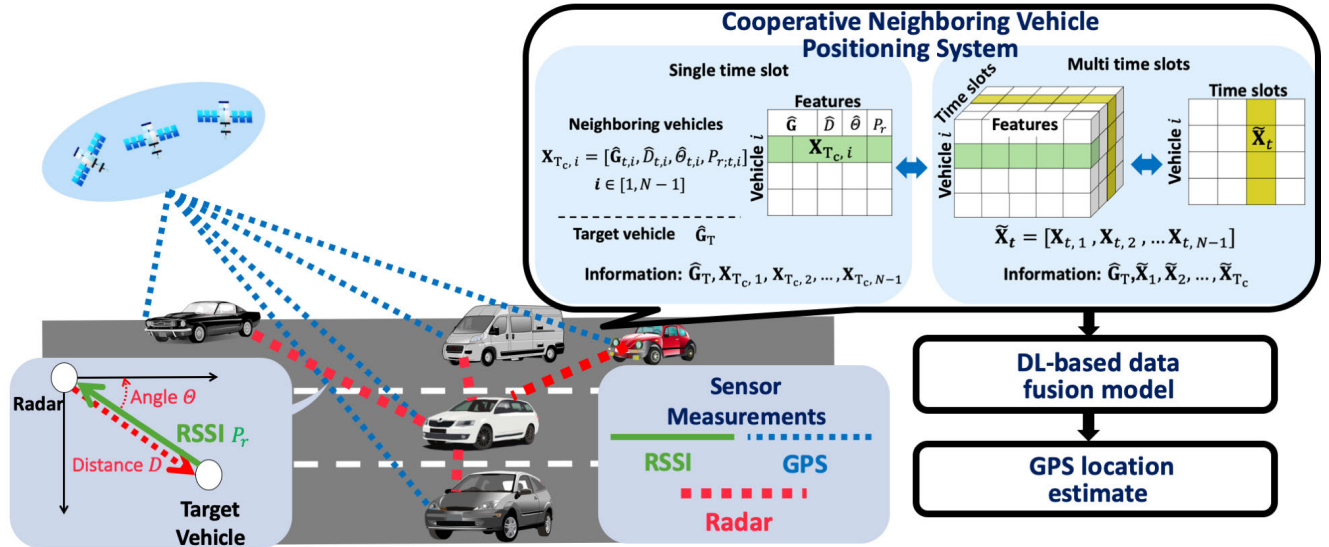 Cooperative Neighboring Vehicle
Positioning System
Single time slot
Neighboring vehicles
𝐗_{T_c, i} = [Ĝ_{t,i}, D̂_{t,i}, θ̂_{t,i}, P_{r;t,i}]
i ∈ [1, N − 1]
Target vehicle Ĝ_T
Features
Ĝ D̂ θ̂ P_r
Vehicle i
𝐗_{T_c, i}
Information: Ĝ_T, 𝐗_{T_c, 1}, 𝐗_{T_c, 2}, …, 𝐗_{T_c, N−1}
Multi time slots
Time slots
Features
Vehicle i
Time slots
Vehicle i
X̃_t
X̃_t = [𝐗_{t, 1} , 𝐗_{t, 2} , … 𝐗_{t, N−1}]
Information: Ĝ_T,X̃_1, X̃_2, …, X̃_{T_c}
DL-based data
fusion model
GPS location
estimate
Radar
Angle Θ
RSSI P_r
Distance D
Target
Vehicle
Sensor
Measurements
RSSI
GPS
Radar